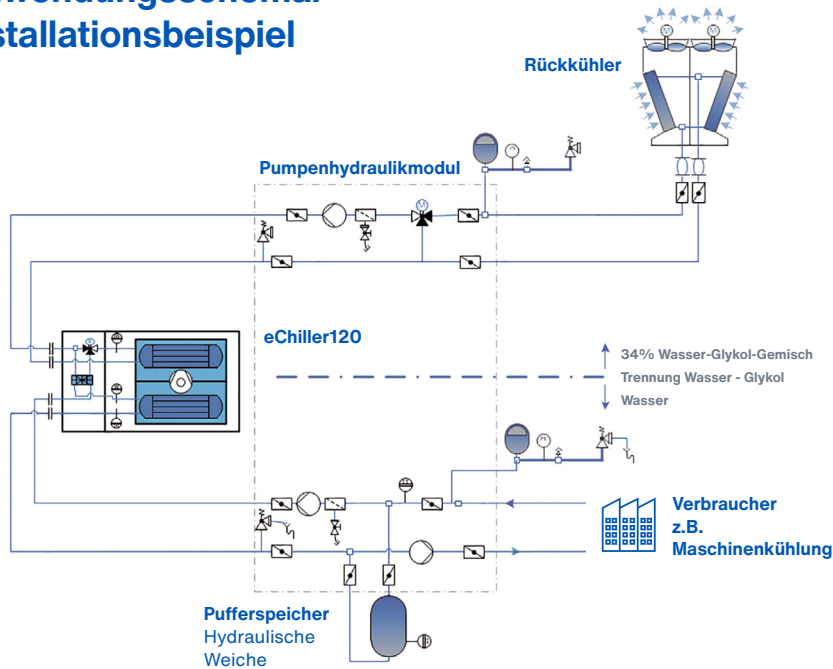 stallationsbeispiel
Rückkühler
Pumpenhydraulikmodul
eChiller120
34% Wasser-Glykol-Gemisch
Trennung Wasser - Glykol
Wasser
Verbraucher
z.B.
Maschinenkühlung
Pufferspeicher
Hydraulische
Weiche